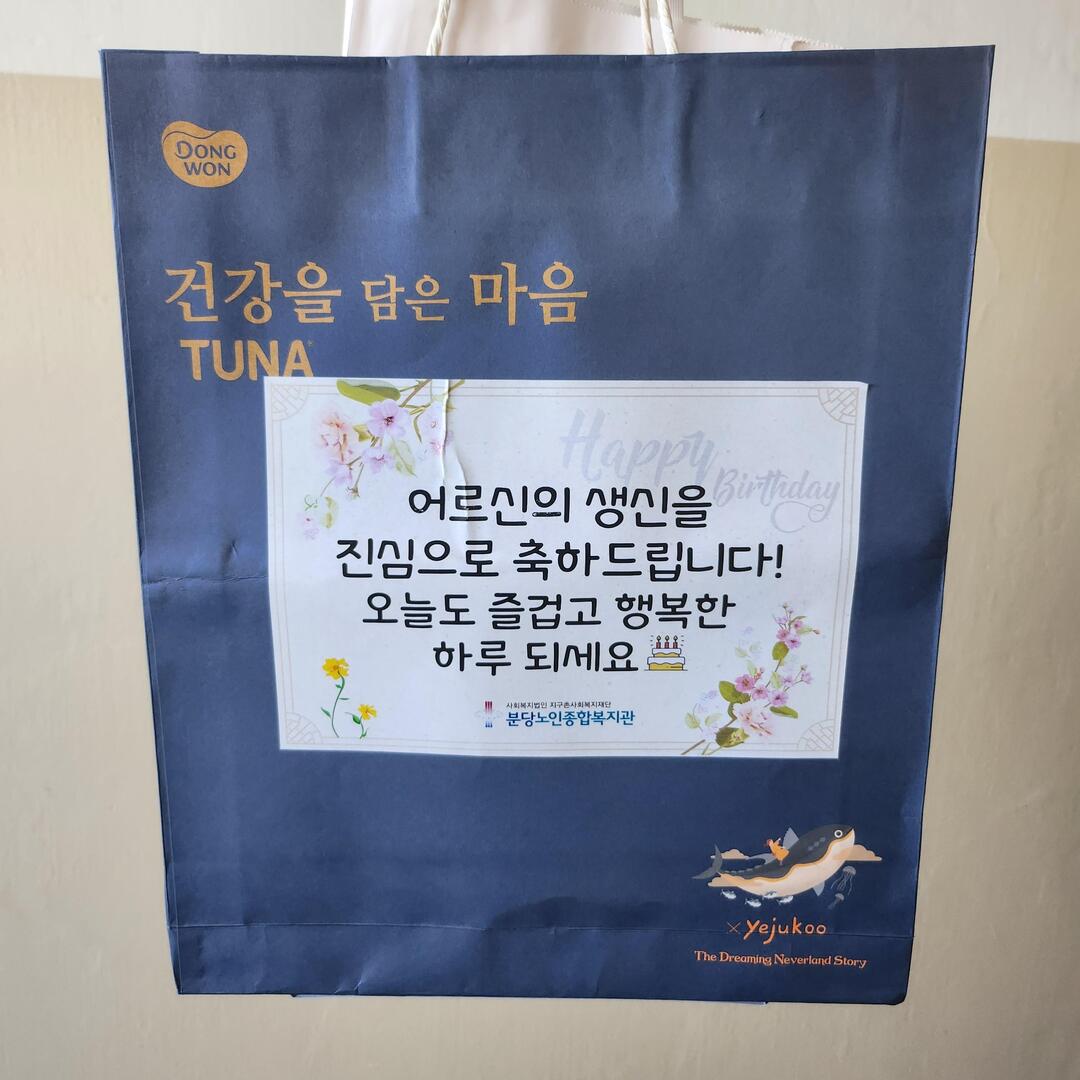 DONG
WON
건강을 담은 마음
TUNA
Happy
Birthday
어르신의 생신을
진심으로 축하드립니다!
오늘도 즐겁고 행복한
하루 되세요
사회복지법인 지구촌사회복지재단
분당노인종합복지관
× yejukoo
The Dreaming Neverland Story